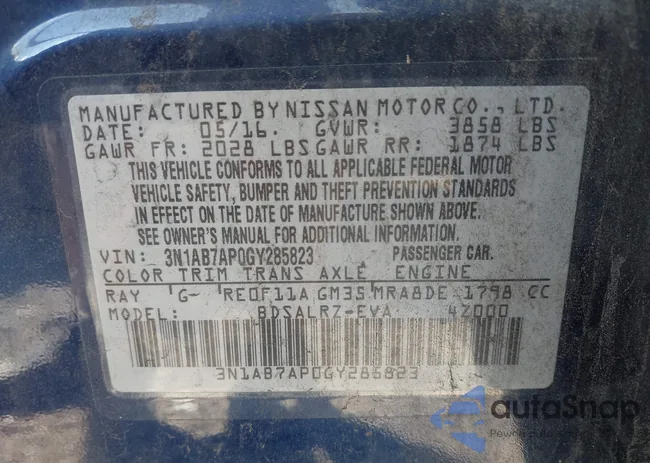 MANUFACTURED BY NISSAN MOTOR CO., LTD.
DATE: 05/16. GVWR: 3858 LBS
GAWR FR: 2028 LBS GAWR RR: 1874 LBS
THIS VEHICLE CONFORMS TO ALL APPLICABLE FEDERAL MOTOR
VEHICLE SAFETY, BUMPER AND THEFT PREVENTION STANDARDS
IN EFFECT ON THE DATE OF MANUFACTURE SHOWN ABOVE.
SEE OWNER'S MANUAL FOR ADDITIONAL INFORMATION.
VIN: 3N1AB7AP0GY285823 PASSENGER CAR.
COLOR TRIM TRANS AXLE ENGINE
RAY G- RE0F11A GM35 MRA8DE 1798 CC
MODEL: BDSALRZ-EVA 4Z000
3N1AB7AP0GY285823
autoSnap